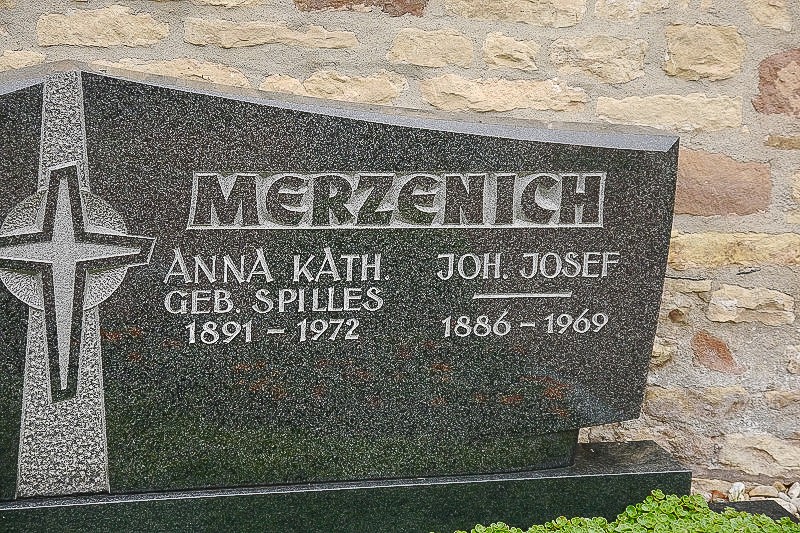 MERZENICH
ANNA KATH.
GEB. SPILLES
1891 – 1972
JOH. JOSEF
1886 – 1969